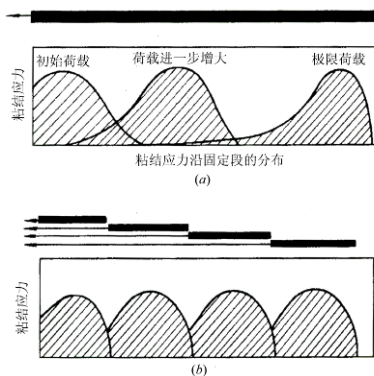 初始荷载
荷载进一步增大
极限荷载
粘结应力
粘结应力沿固定段的分布
(a)
粘结应力
(b)